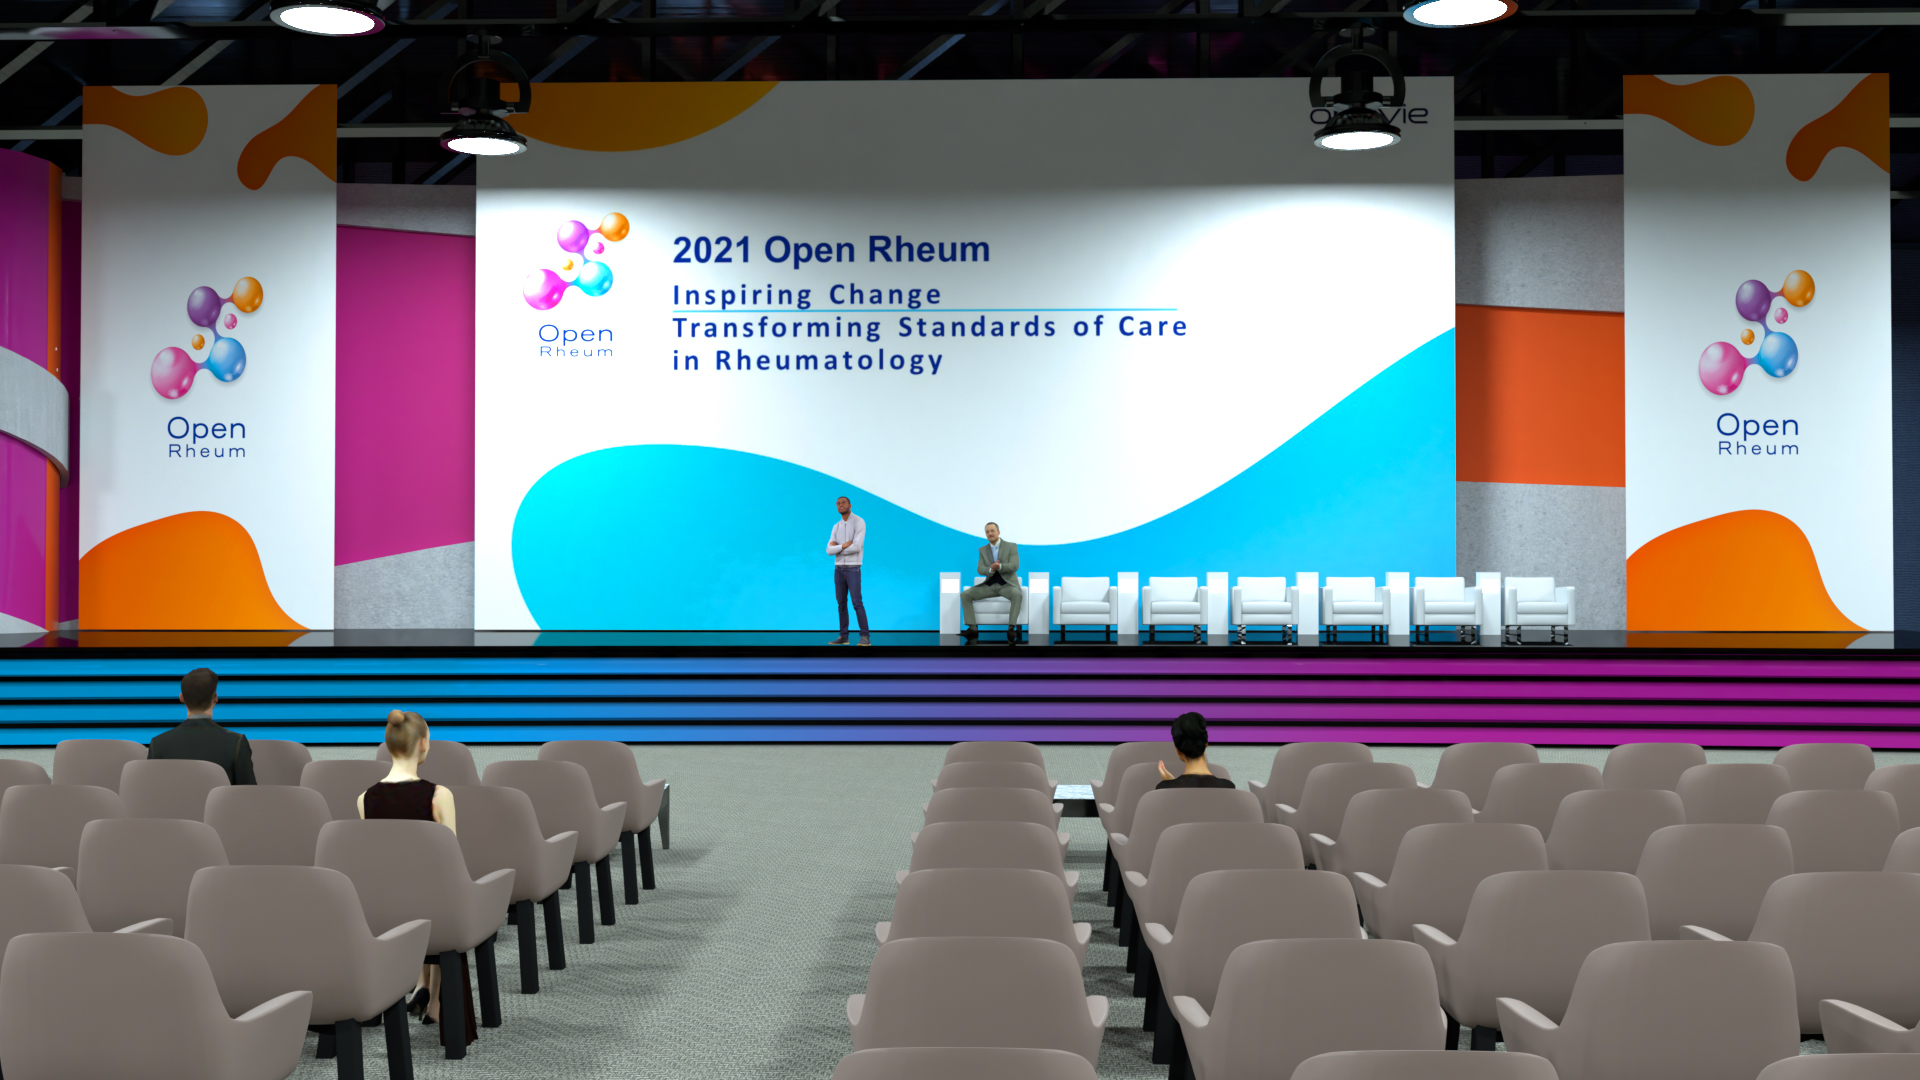 2021 Open Rheum
Inspiring Change
Transforming Standards of Care
in Rheumatology
Open
Rheum
Open
Rheum
Open
Rheum